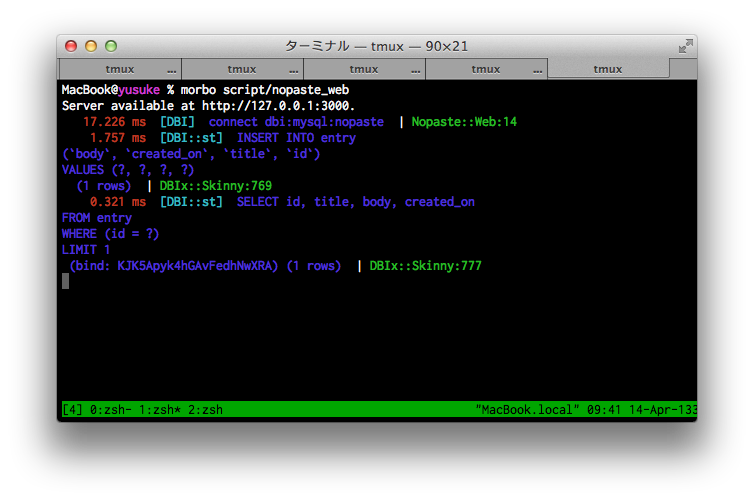 ターミナル — tmux — 90×21
tmux ... tmux ... tmux ... tmux ... tmux
MacBook@yusuke % morbo script/nopaste_web
Server available at http://127.0.0.1:3000.
17.226 ms [DBI] connect dbi:mysql:nopaste | Nopaste::Web:14
1.757 ms [DBI::st] INSERT INTO entry
(`body`, `created_on`, `title`, `id`)
VALUES (?, ?, ?, ?)
(1 rows) | DBIx::Skinny:769
0.321 ms [DBI::st] SELECT id, title, body, created_on
FROM entry
WHERE (id = ?)
LIMIT 1
(bind: KJK5Apyk4hGAvFedhNwXRA) (1 rows) | DBIx::Skinny:777
[4] 0:zsh- 1:zsh* 2:zsh "MacBook.local" 09:41 14-Apr-133